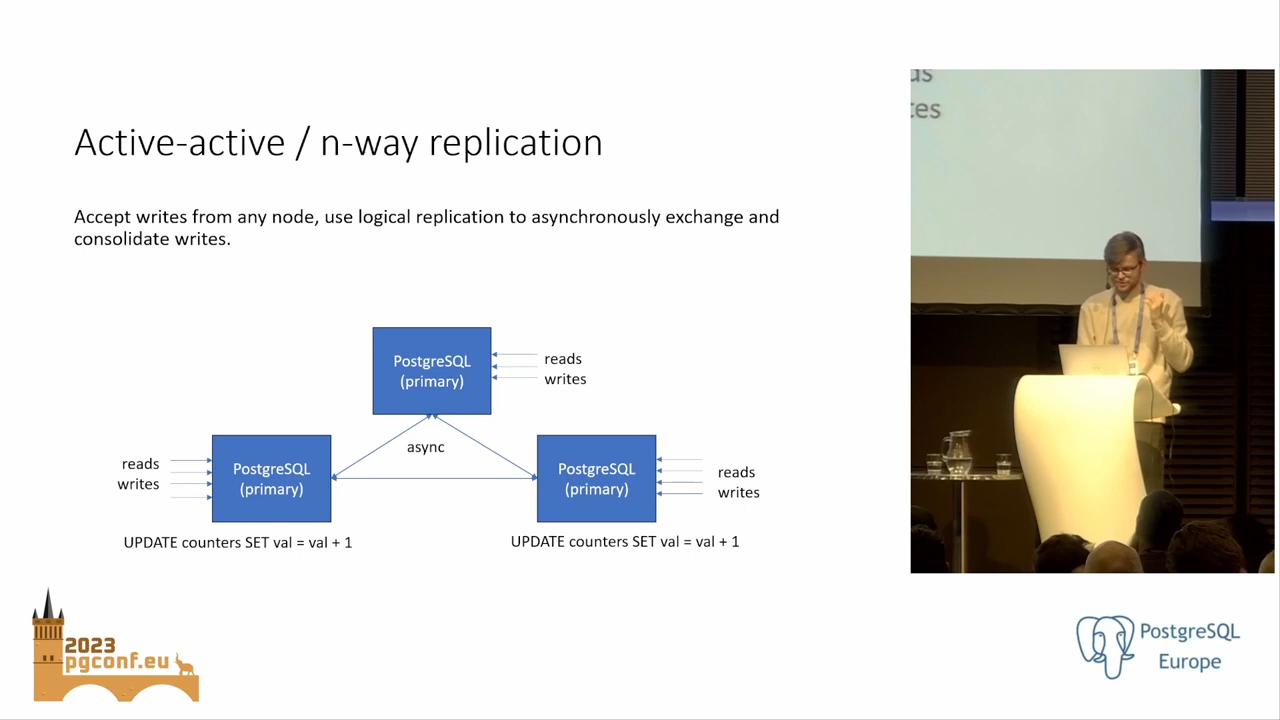 Active-active / n-way replication
Accept writes from any node, use logical replication to asynchronously exchange and
consolidate writes.
PostgreSQL
(primary)
reads
writes
async
reads
writes
PostgreSQL
(primary)
PostgreSQL
(primary)
reads
writes
UPDATE counters SET val = val + 1
UPDATE counters SET val = val + 1
2023
pgconf.eu
PostgreSQL
Europe